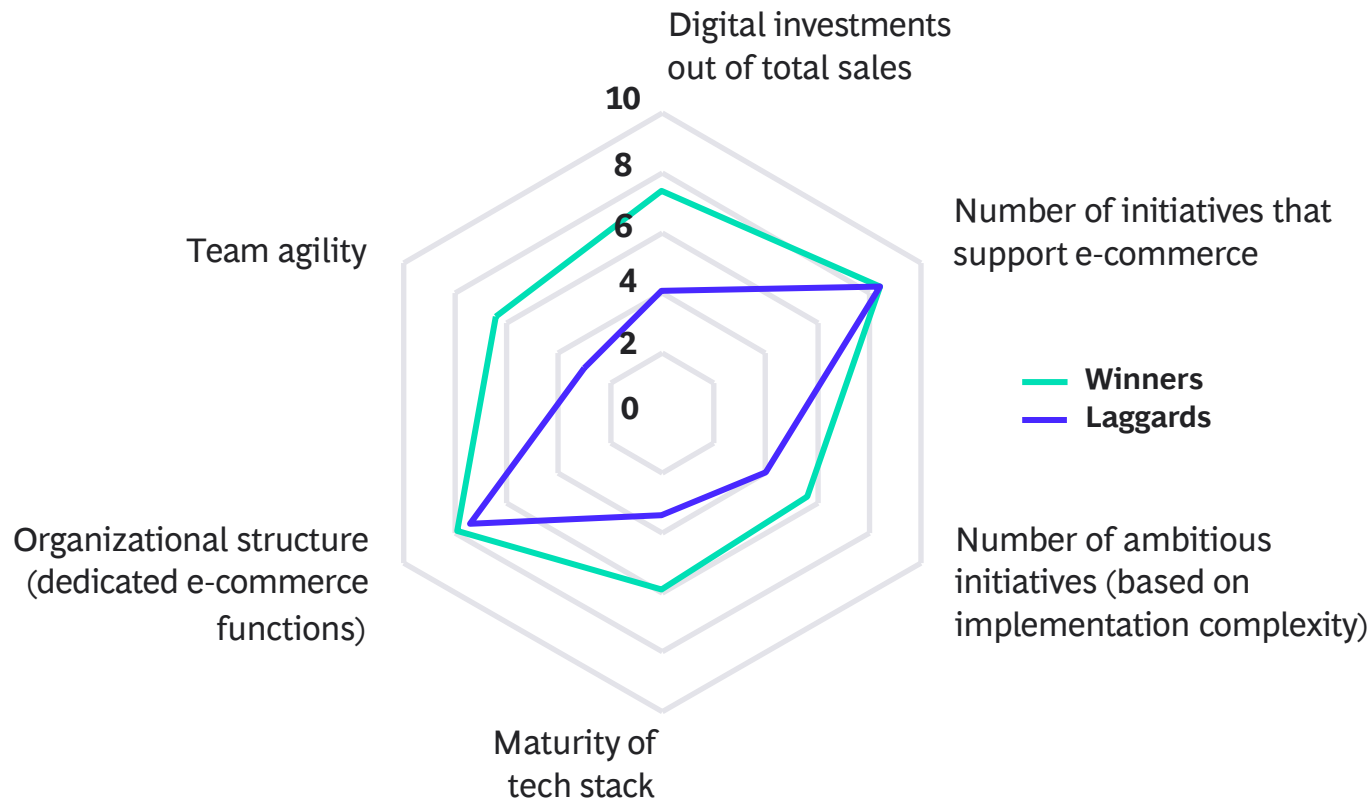 Digital investments
out of total sales
10
8
6
4
2
0
Number of initiatives that
support e-commerce
Team agility
Winners
Laggards
Organizational structure
(dedicated e-commerce
functions)
Number of ambitious
initiatives (based on
implementation complexity)
Maturity of
tech stack